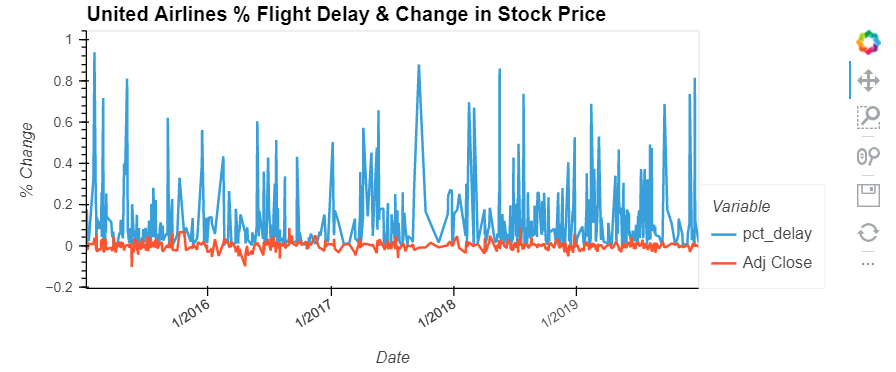 United Airlines % Flight Delay & Change in Stock Price
1
0.8
0.6
0.4
0.2
0
−0.2
% Change
1/2016
1/2017
1/2018
1/2019
Date
Variable
pct_delay
Adj Close